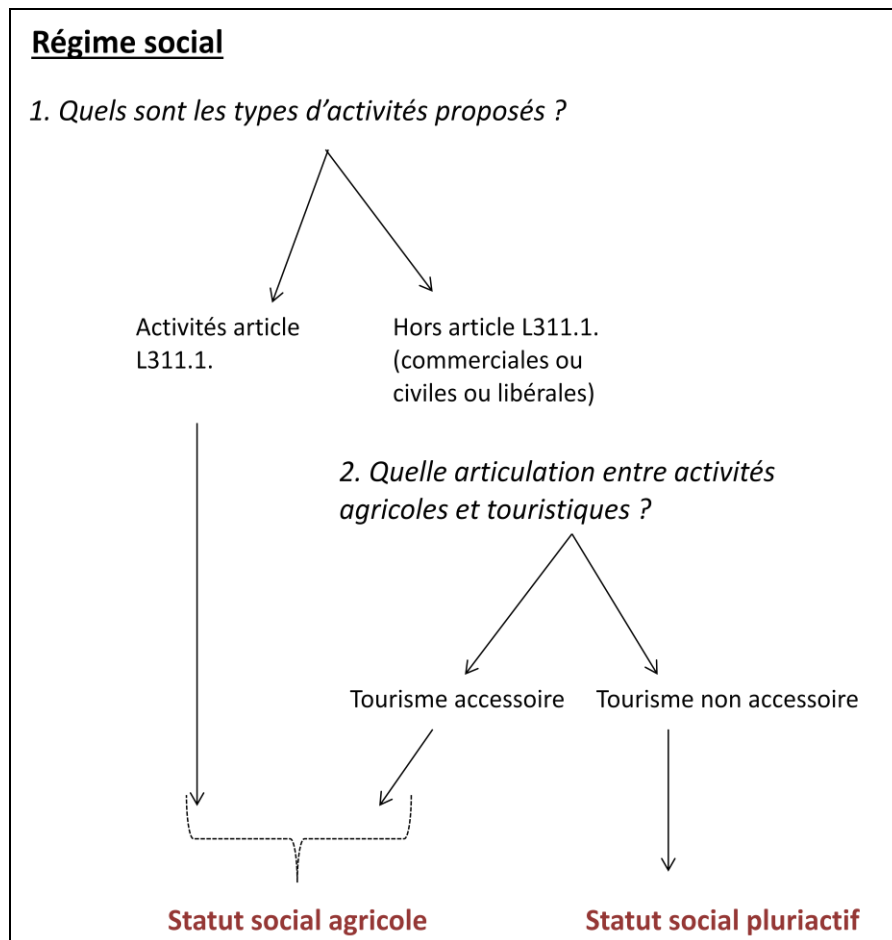 Régime social
1. Quels sont les types d’activités proposés ?
Activités article
L311.1.
Hors article L311.1.
(commerciales ou
civiles ou libérales)
2. Quelle articulation entre activités
agricoles et touristiques ?
Tourisme accessoire
Tourisme non accessoire
Statut social agricole
Statut social pluriactif